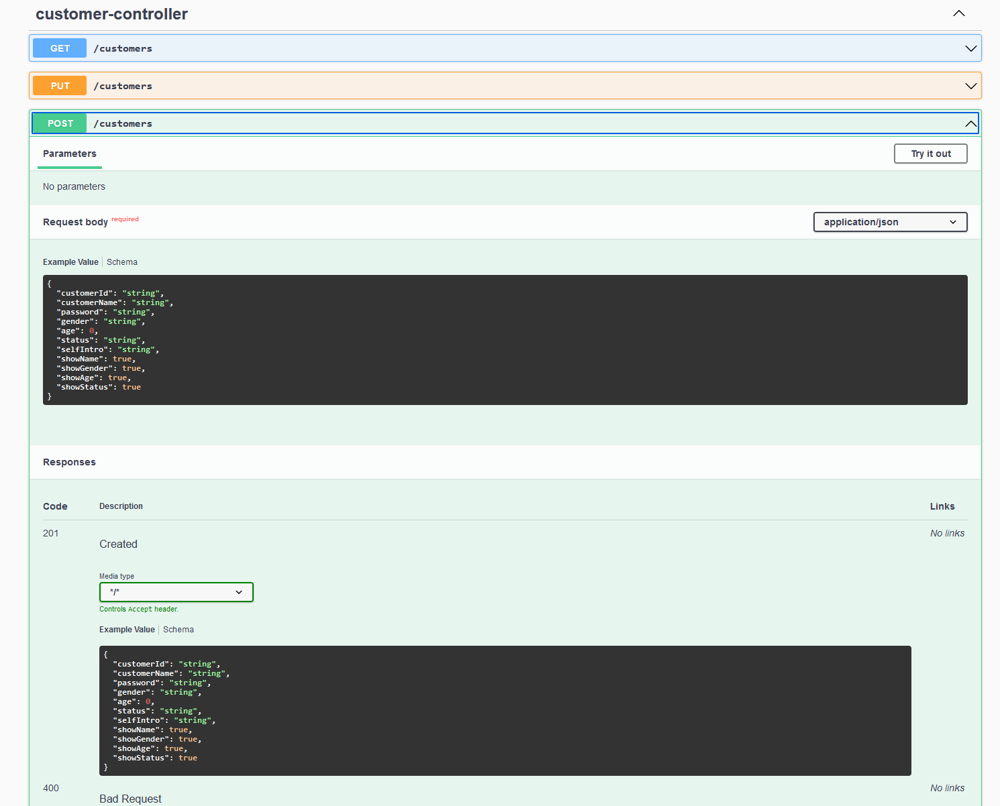 customer-controller
GET /customers
PUT /customers
POST /customers
Parameters
Try it out
No parameters
Request body required
application/json
Example Value Schema
{
  "customerId": "string",
  "customerName": "string",
  "password": "string",
  "gender": "string",
  "age": 0,
  "status": "string",
  "selfIntro": "string",
  "showName": true,
  "showGender": true,
  "showAge": true,
  "showStatus": true
}
Responses
Code Description Links
201 No links
Created
Media type
*/*
Controls Accept header.
Example Value Schema
{
  "customerId": "string",
  "customerName": "string",
  "password": "string",
  "gender": "string",
  "age": 0,
  "status": "string",
  "selfIntro": "string",
  "showName": true,
  "showGender": true,
  "showAge": true,
  "showStatus": true
}
400 No links
Bad Request